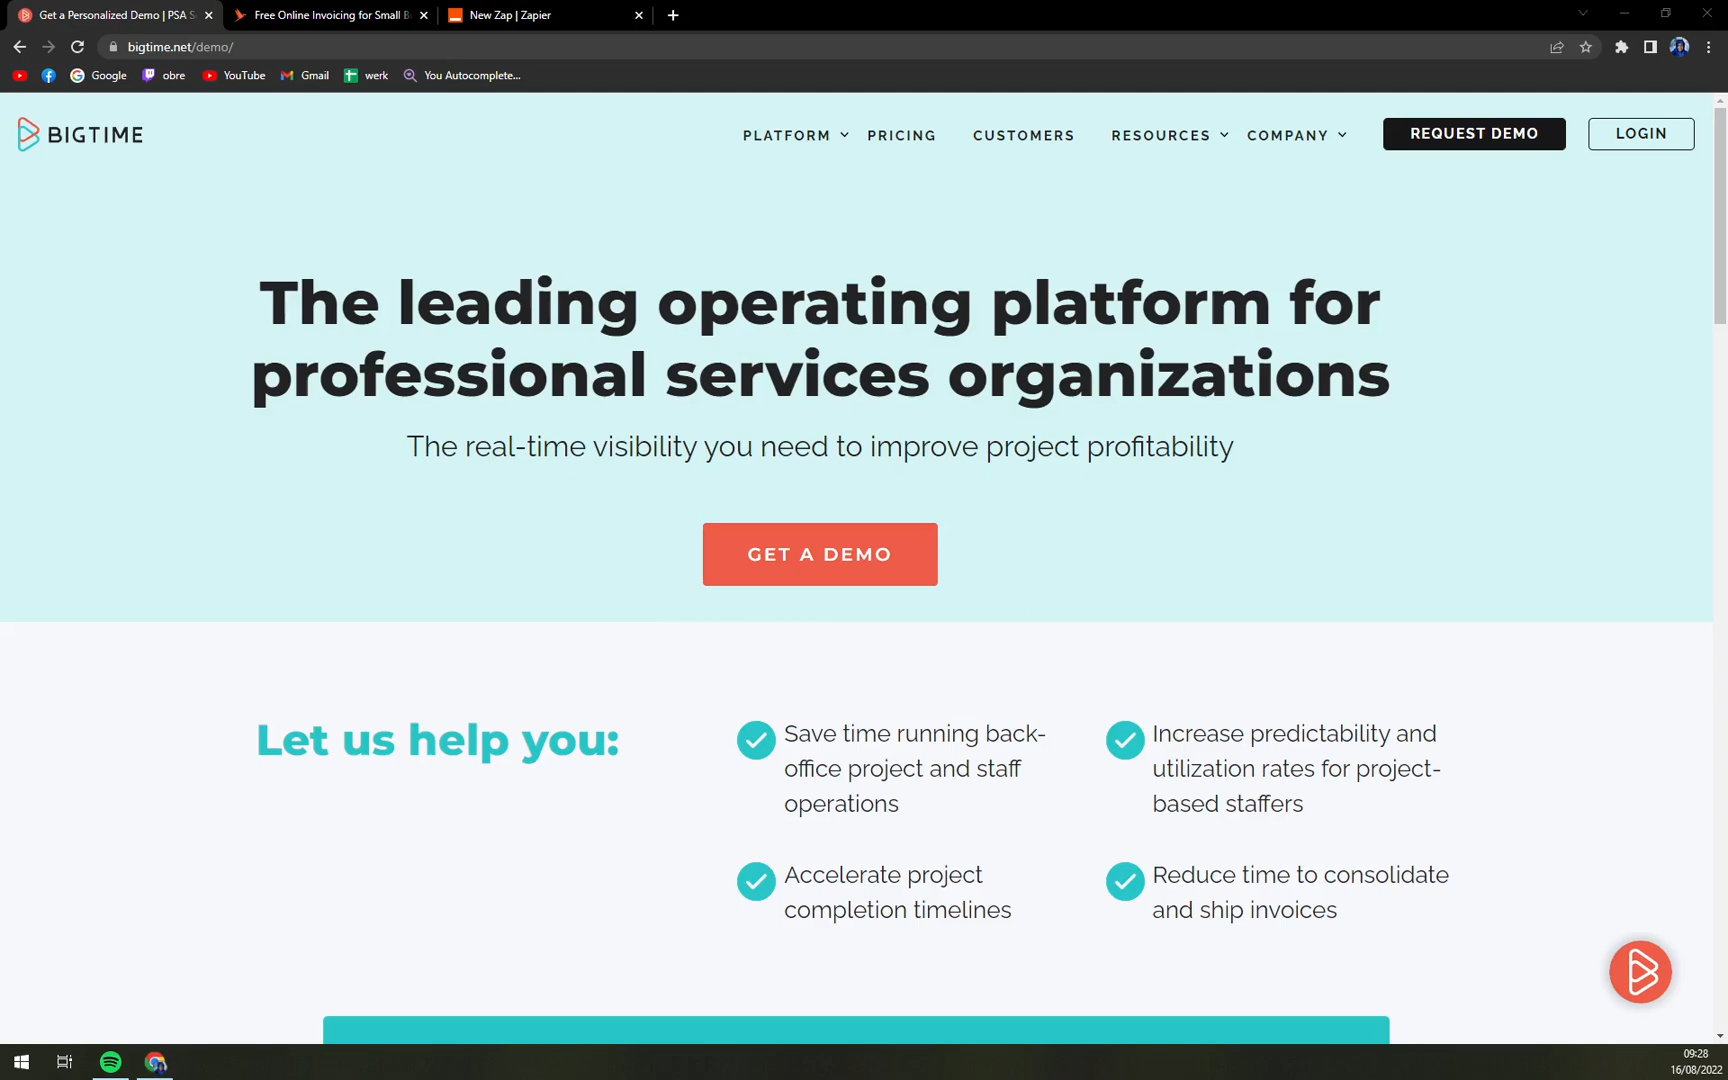 Get a Personalized Demo | PSA S
Free Online Invoicing for Small B
New Zap | Zapier
bigtime.net/demo/
Google
obre
YouTube
Gmail
werk
You Autocomplete...
BIGTIME
PLATFORM
PRICING
CUSTOMERS
RESOURCES
COMPANY
REQUEST DEMO
LOGIN
The leading operating platform for
professional services organizations
The real-time visibility you need to improve project profitability
GET A DEMO
Let us help you:
Save time running back-
office project and staff
operations
Increase predictability and
utilization rates for project-
based staffers
Accelerate project
completion timelines
Reduce time to consolidate
and ship invoices
09:28
16/08/2022